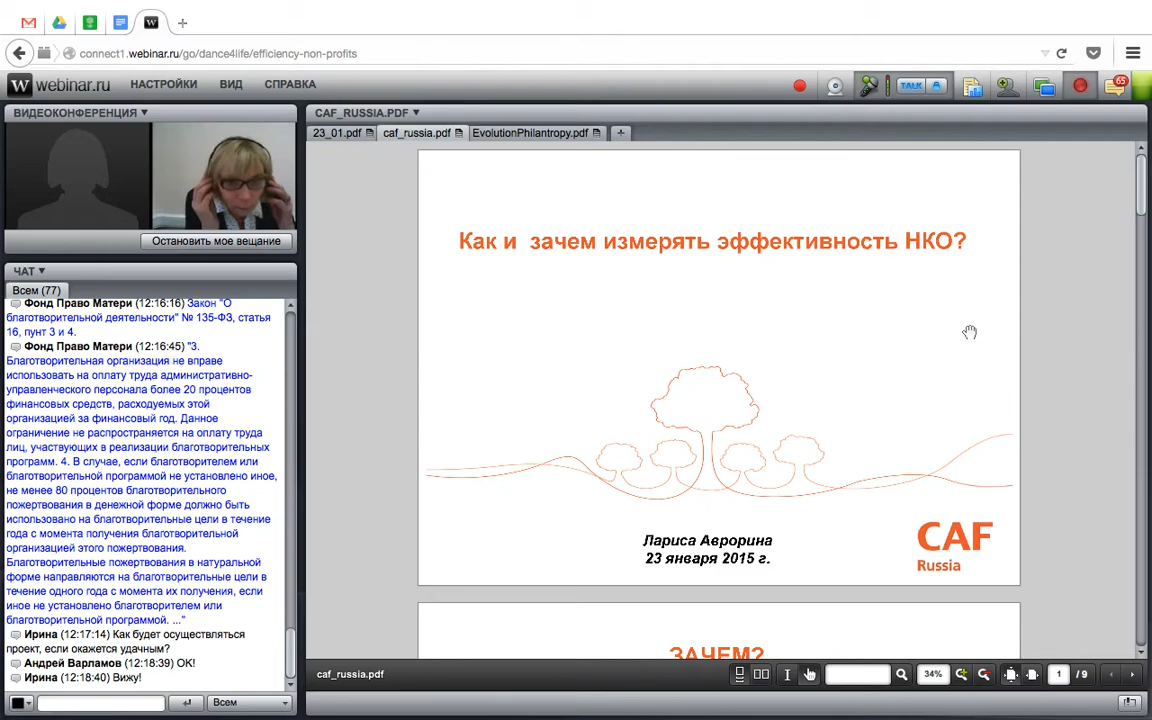 W
connect1.webinar.ru/go/dance4life/efficiency-non-profits
W webinar.ru НАСТРОЙКИ ВИД СПРАВКА TALK 65
ВИДЕОКОНФЕРЕНЦИЯ
Остановить мое вещание
ЧАТ
Всем (77)
Фонд Право Матери (12:16:16) Закон "О
благотворительной деятельности" № 135-ФЗ, статья
16, пунт 3 и 4.
Фонд Право Матери (12:16:45) "3.
Благотворительная организация не вправе
использовать на оплату труда административно-
управленческого персонала более 20 процентов
финансовых средств, расходуемых этой
организацией за финансовый год. Данное
ограничение не распространяется на оплату труда
лиц, участвующих в реализации благотворительных
программ. 4. В случае, если благотворителем или
благотворительной программой не установлено иное,
не менее 80 процентов благотворительного
пожертвования в денежной форме должно быть
использовано на благотворительные цели в течение
года с момента получения благотворительной
организацией этого пожертвования.
Благотворительные пожертвования в натуральной
форме направляются на благотворительные цели в
течение одного года с момента их получения, если
иное не установлено благотворителем или
благотворительной программой. ..."
Ирина (12:17:14) Как будет осуществляться
проект, если окажется удачным?
Андрей Варламов (12:18:39) ОК!
Ирина (12:18:40) Вижу!
Всем
CAF_RUSSIA.PDF
23_01.pdf caf_russia.pdf EvolutionPhilantropy.pdf
Как и зачем измерять эффективность НКО?
Лариса Аврорина
23 января 2015 г.
CAF
Russia
ЗАЧЕМ?
caf_russia.pdf 34% 1 / 9